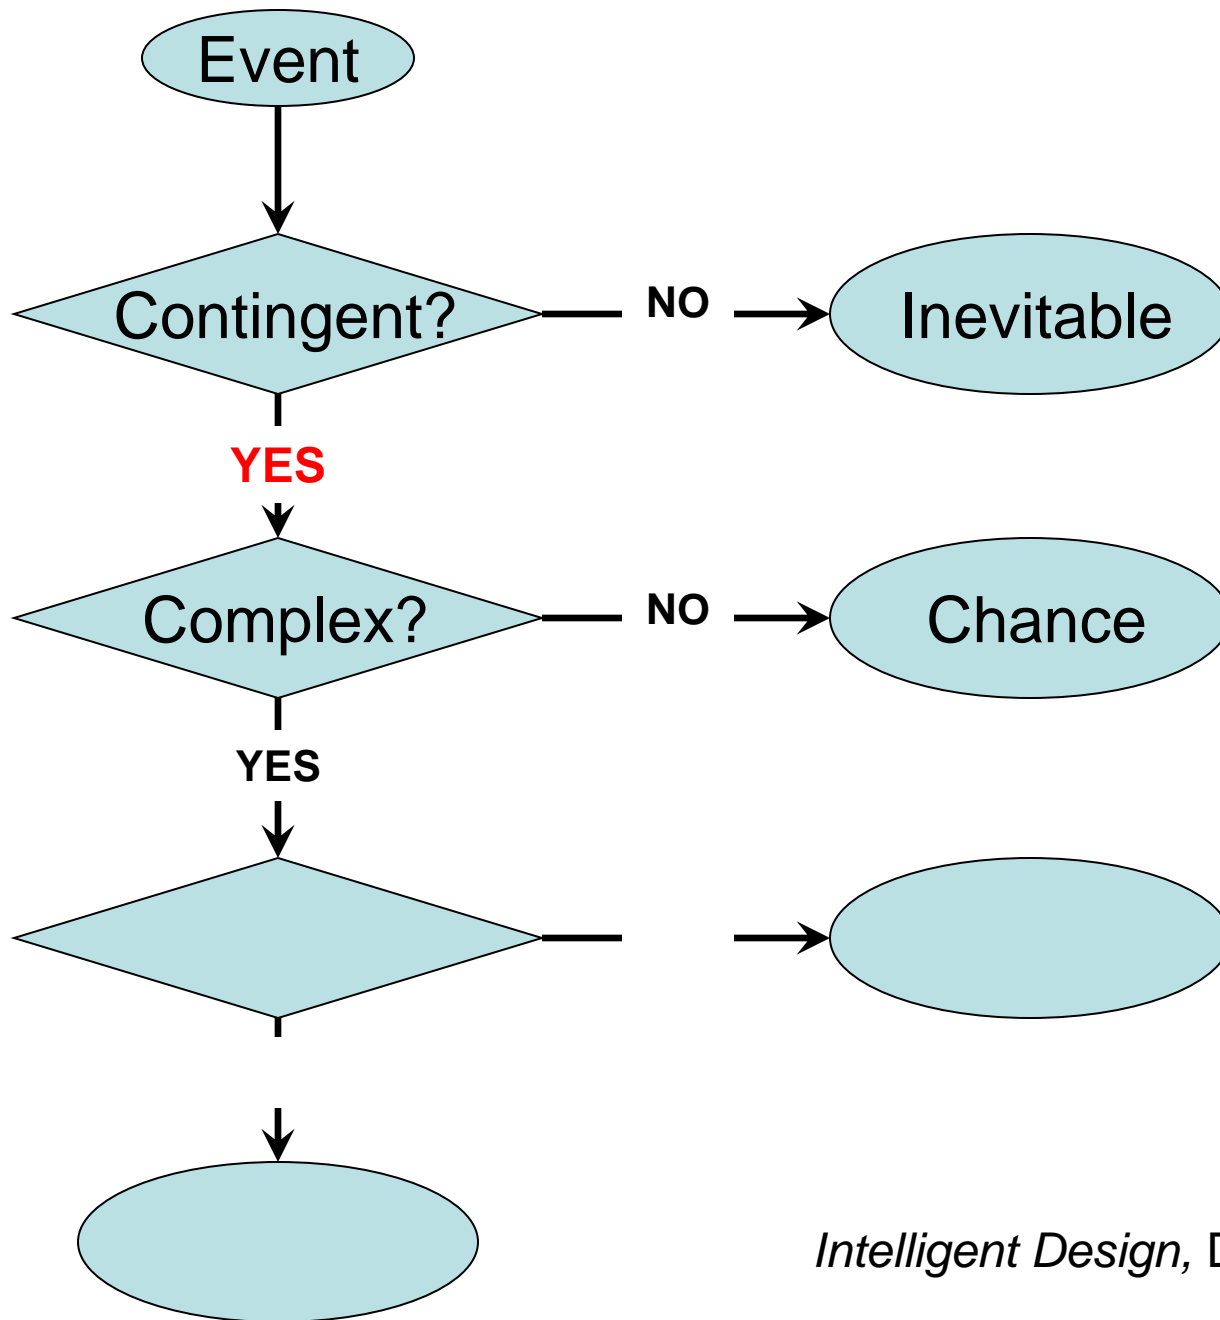 Event
Contingent?
NO
Inevitable
YES
Complex?
NO
Chance
YES
Intelligent Design,